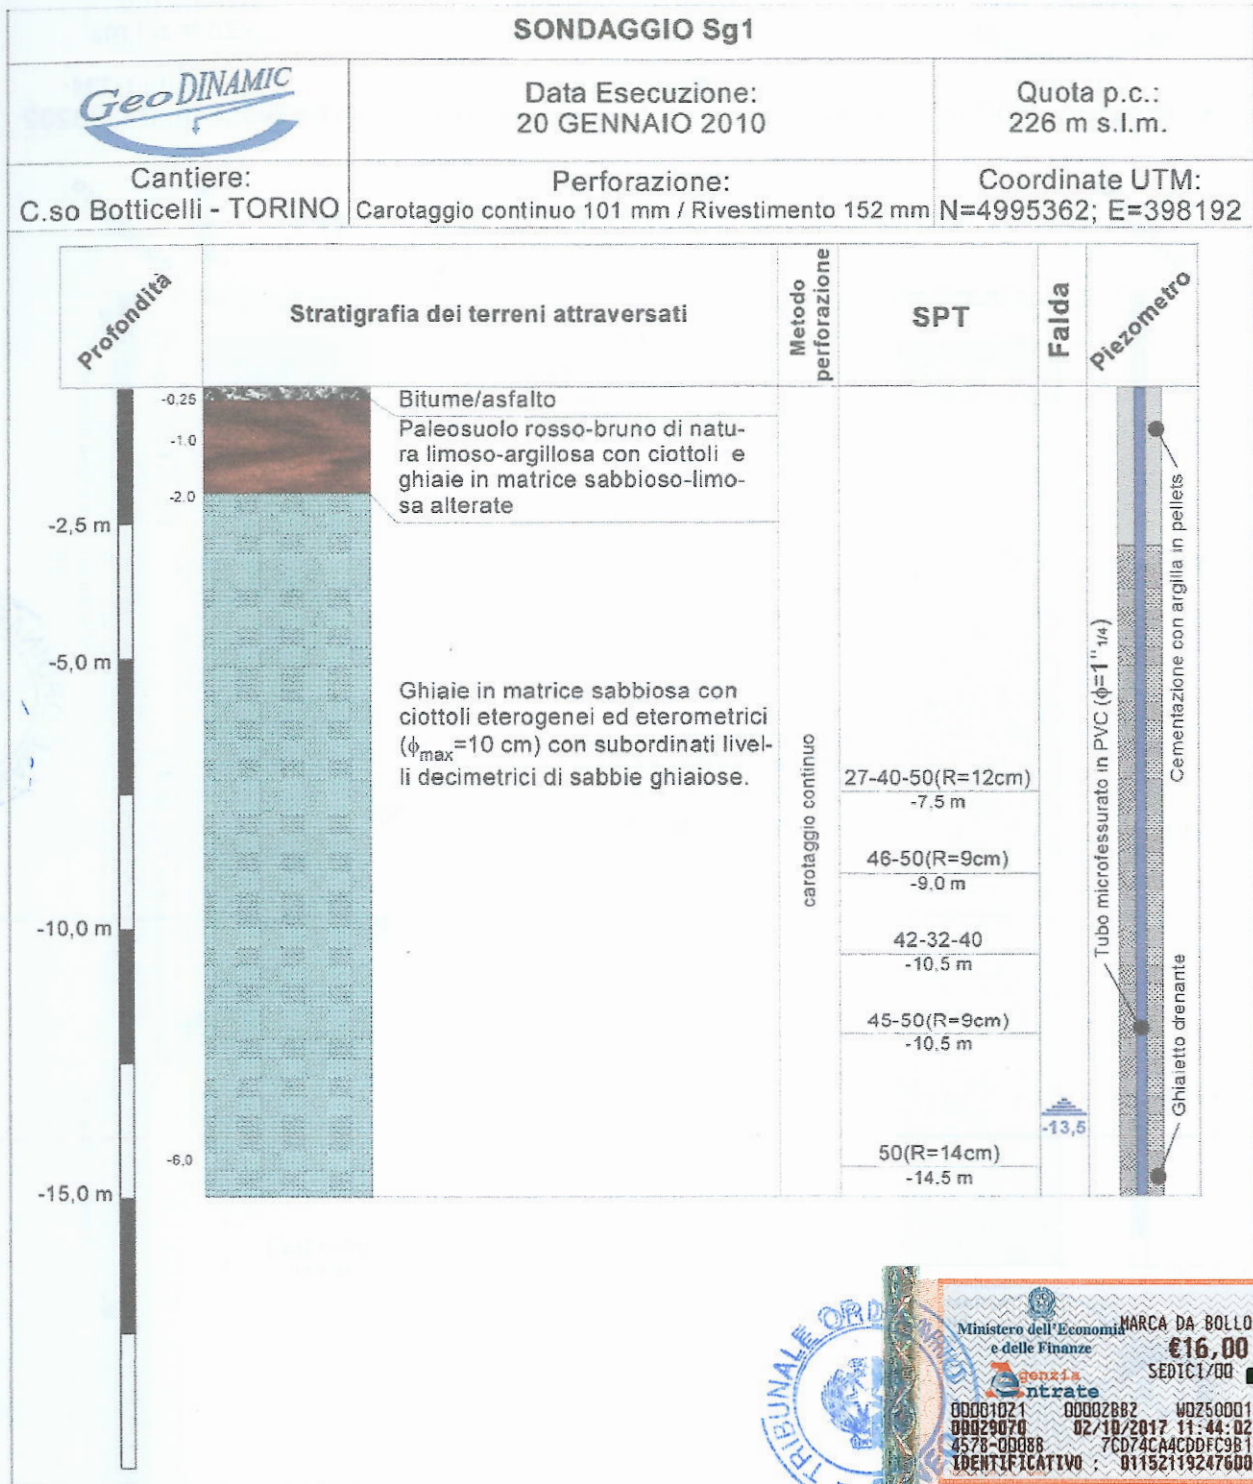 SONDAGGIO Sg1
GeoDINAMIC
Data Esecuzione:
20 GENNAIO 2010
Quota p.c.:
226 m s.l.m.
Cantiere:
C.so Botticelli - TORINO
Perforazione:
Carotaggio continuo 101 mm / Rivestimento 152 mm
Coordinate UTM:
N=4995362; E=398192
Profondità
Stratigrafia dei terreni attraversati
Metodo
perforazione
SPT
Falda
Piezometro
-0,25
-1.0
-2.0
-2,5 m
-5,0 m
-10,0 m
-6,0
-15,0 m
Bitume/asfalto
Paleosuolo rosso-bruno di natu-
ra limoso-argillosa con ciottoli e
ghiaie in matrice sabbioso-limo-
sa alterate
Ghiaie in matrice sabbiosa con
ciottoli eterogenei ed eterometrici
(ϕmax=10 cm) con subordinati livel-
li decimetrici di sabbie ghiaiose.
carotaggio continuo
27-40-50(R=12cm)
-7.5 m
46-50(R=9cm)
-9.0 m
42-32-40
-10.5 m
45-50(R=9cm)
-10.5 m
50(R=14cm)
-14.5 m
-13,5
Tubo microfessurato in PVC (ϕ=1"1/4)
Cementazione con argilla in pellets
Ghiaietto drenante
TRIBUNALE ORD
Ministero dell'Economia
e delle Finanze
MARCA DA BOLLO
€16,00
SEDICI/00
Agenzia
Entrate
00001021 00002BB2 W0250001
00029070 02/10/2017 11:44:02
4578-00088 7CD74CA4CDDFC9B1
IDENTIFICATIVO : 01152119247600